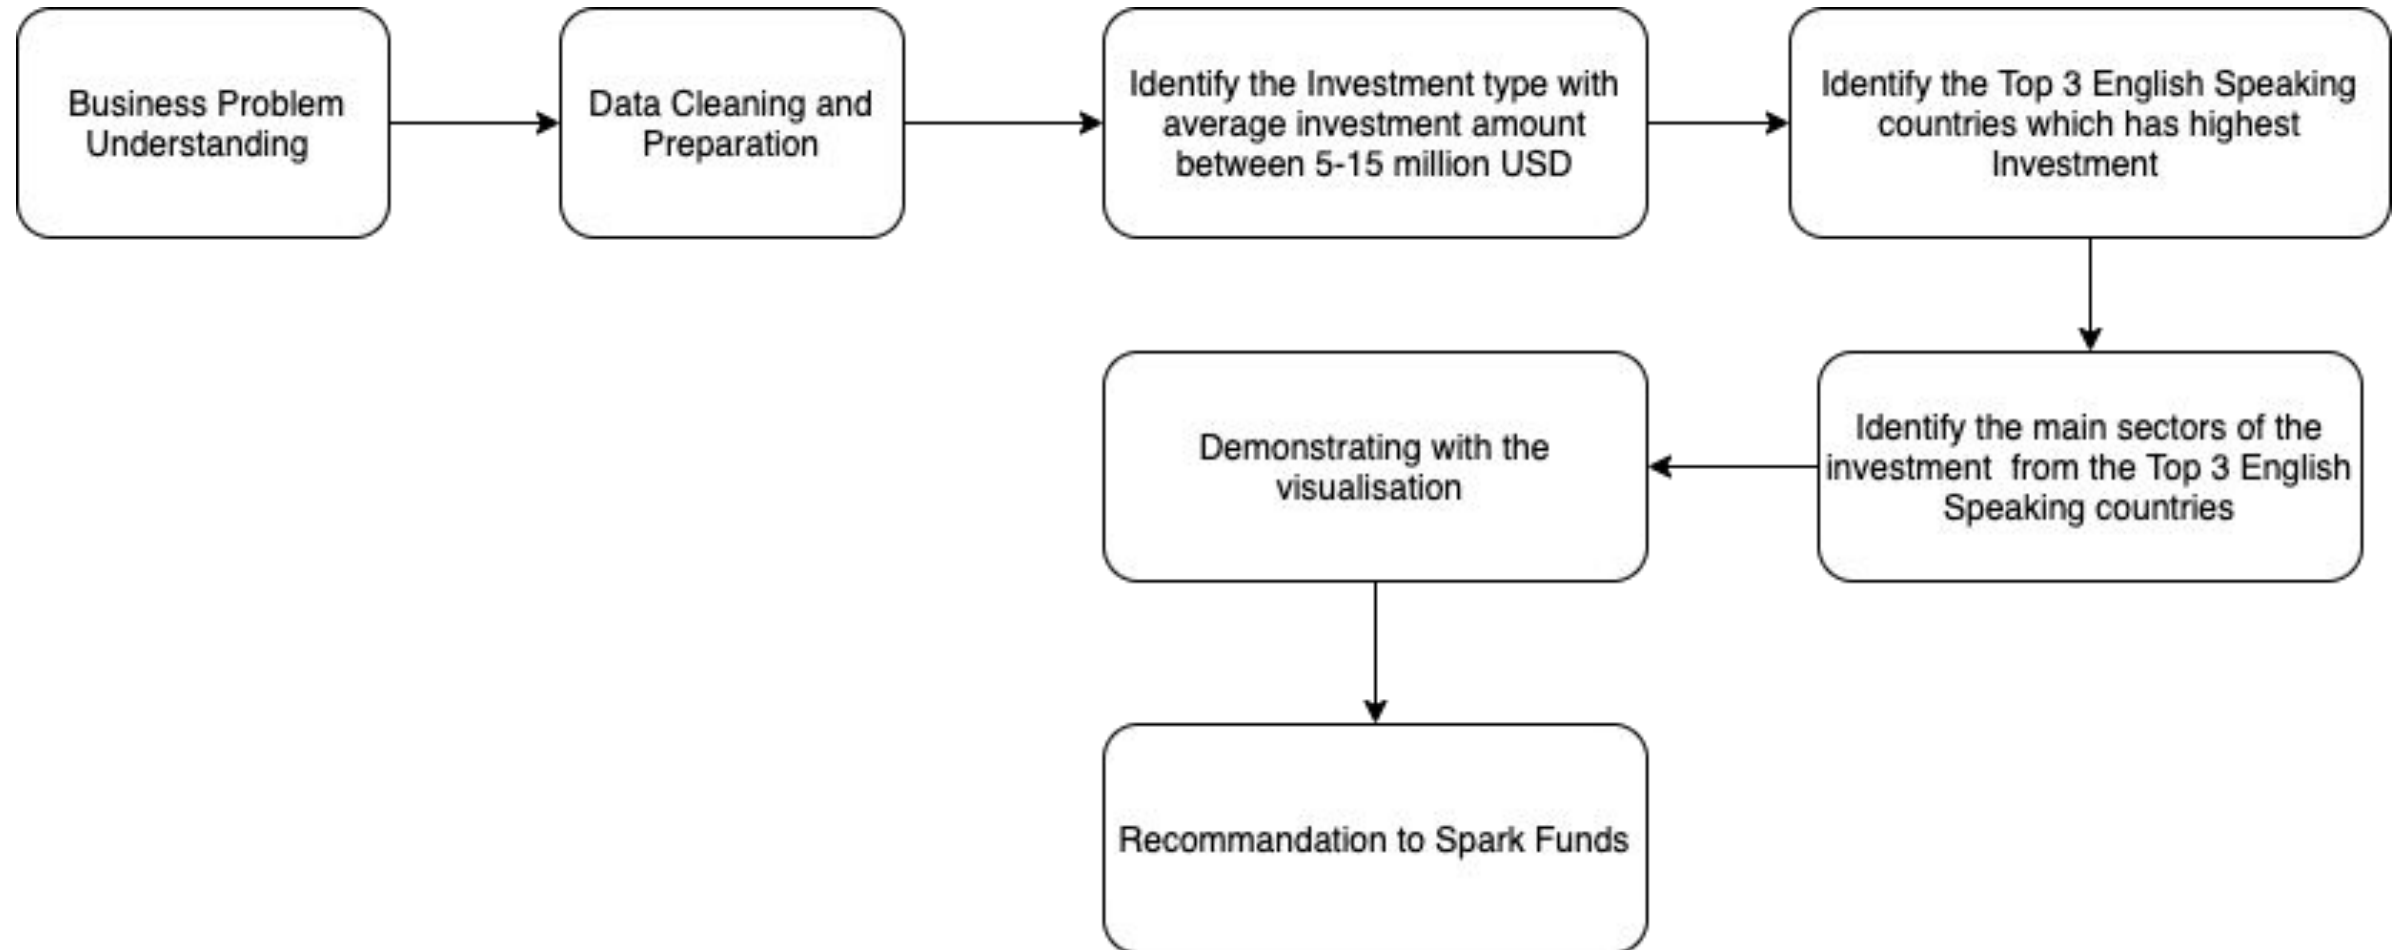 Business Problem
Understanding
Data Cleaning and
Preparation
Identify the Investment type with
average investment amount
between 5-15 million USD
Identify the Top 3 English Speaking
countries which has highest
Investment
Identify the main sectors of the
investment  from the Top 3 English
Speaking countries
Demonstrating with the
visualisation
Recommandation to Spark Funds